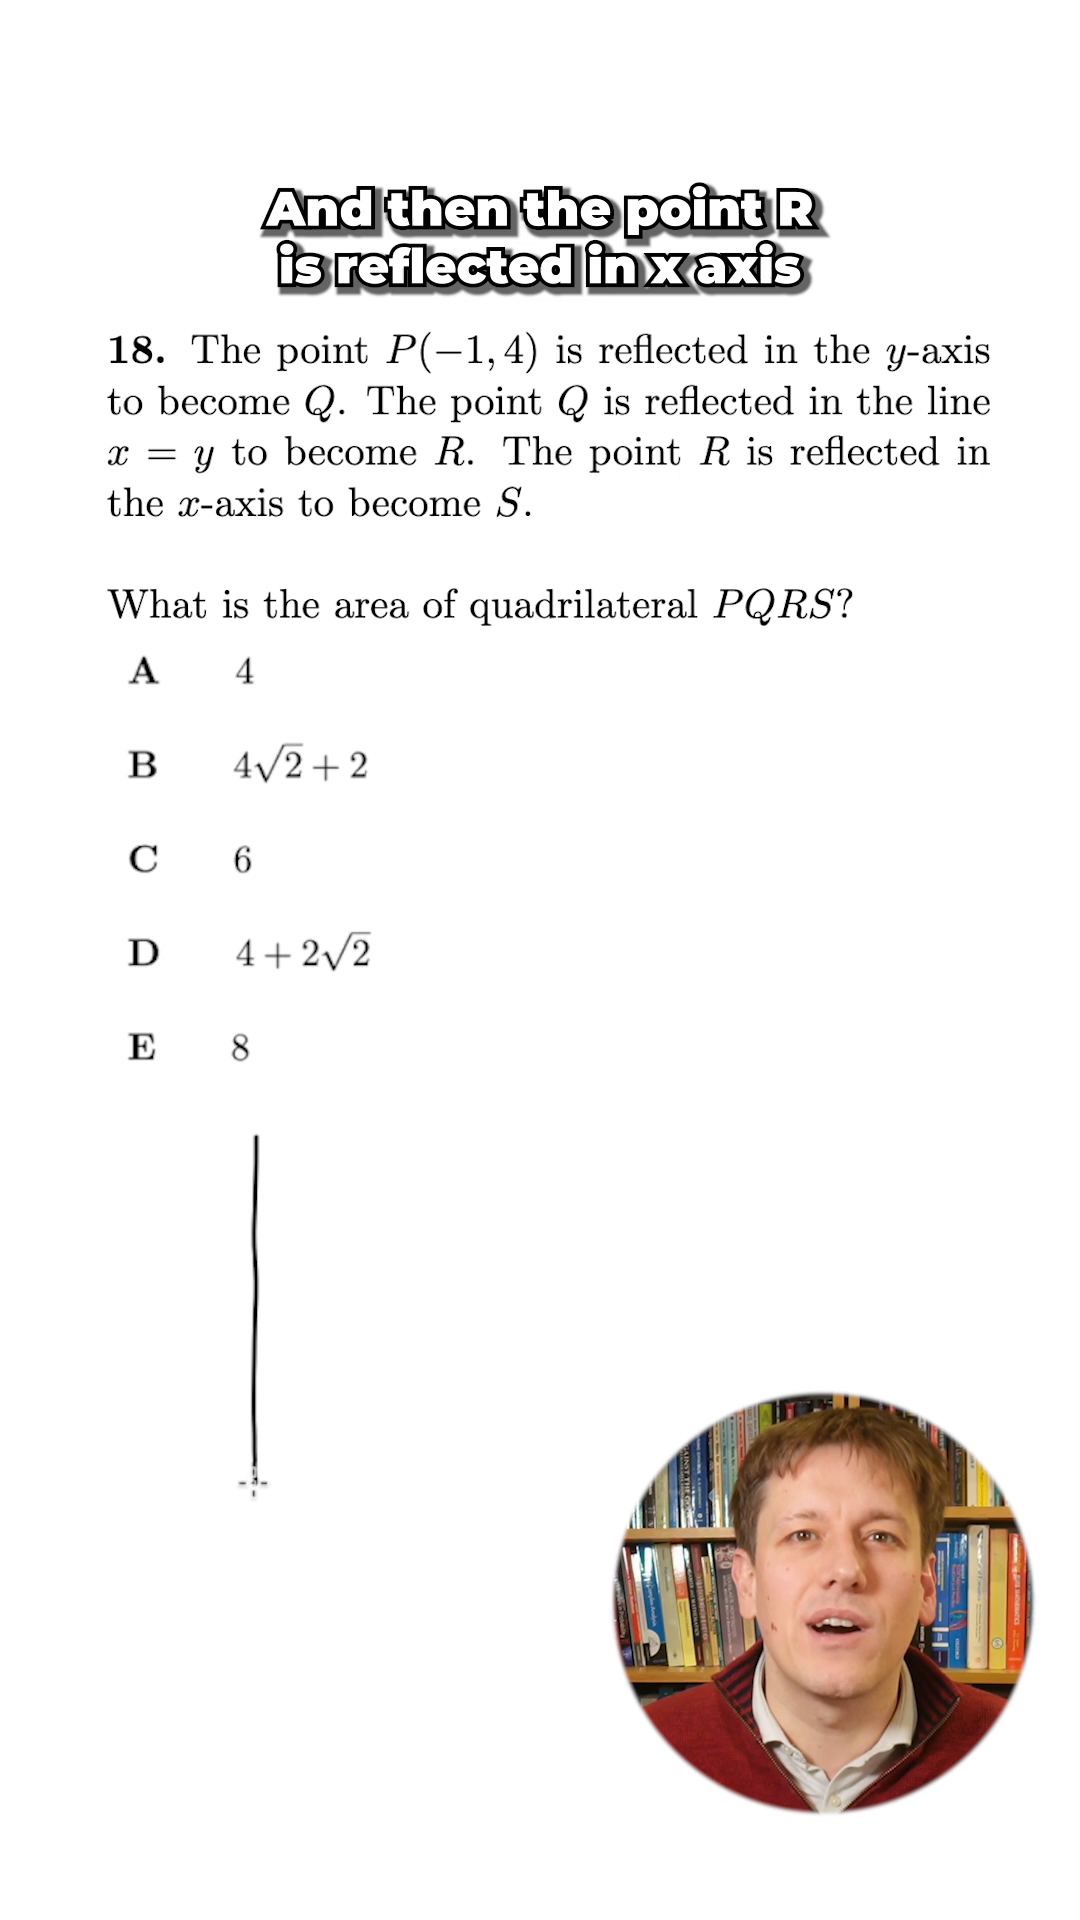 And then the point R
is reflected in x axis
18. The point P(−1, 4) is reflected in the y-axis
to become Q. The point Q is reflected in the line
x = y to become R. The point R is reflected in
the x-axis to become S.
What is the area of quadrilateral PQRS?
A 4
B 4√2 + 2
C 6
D 4 + 2√2
E 8